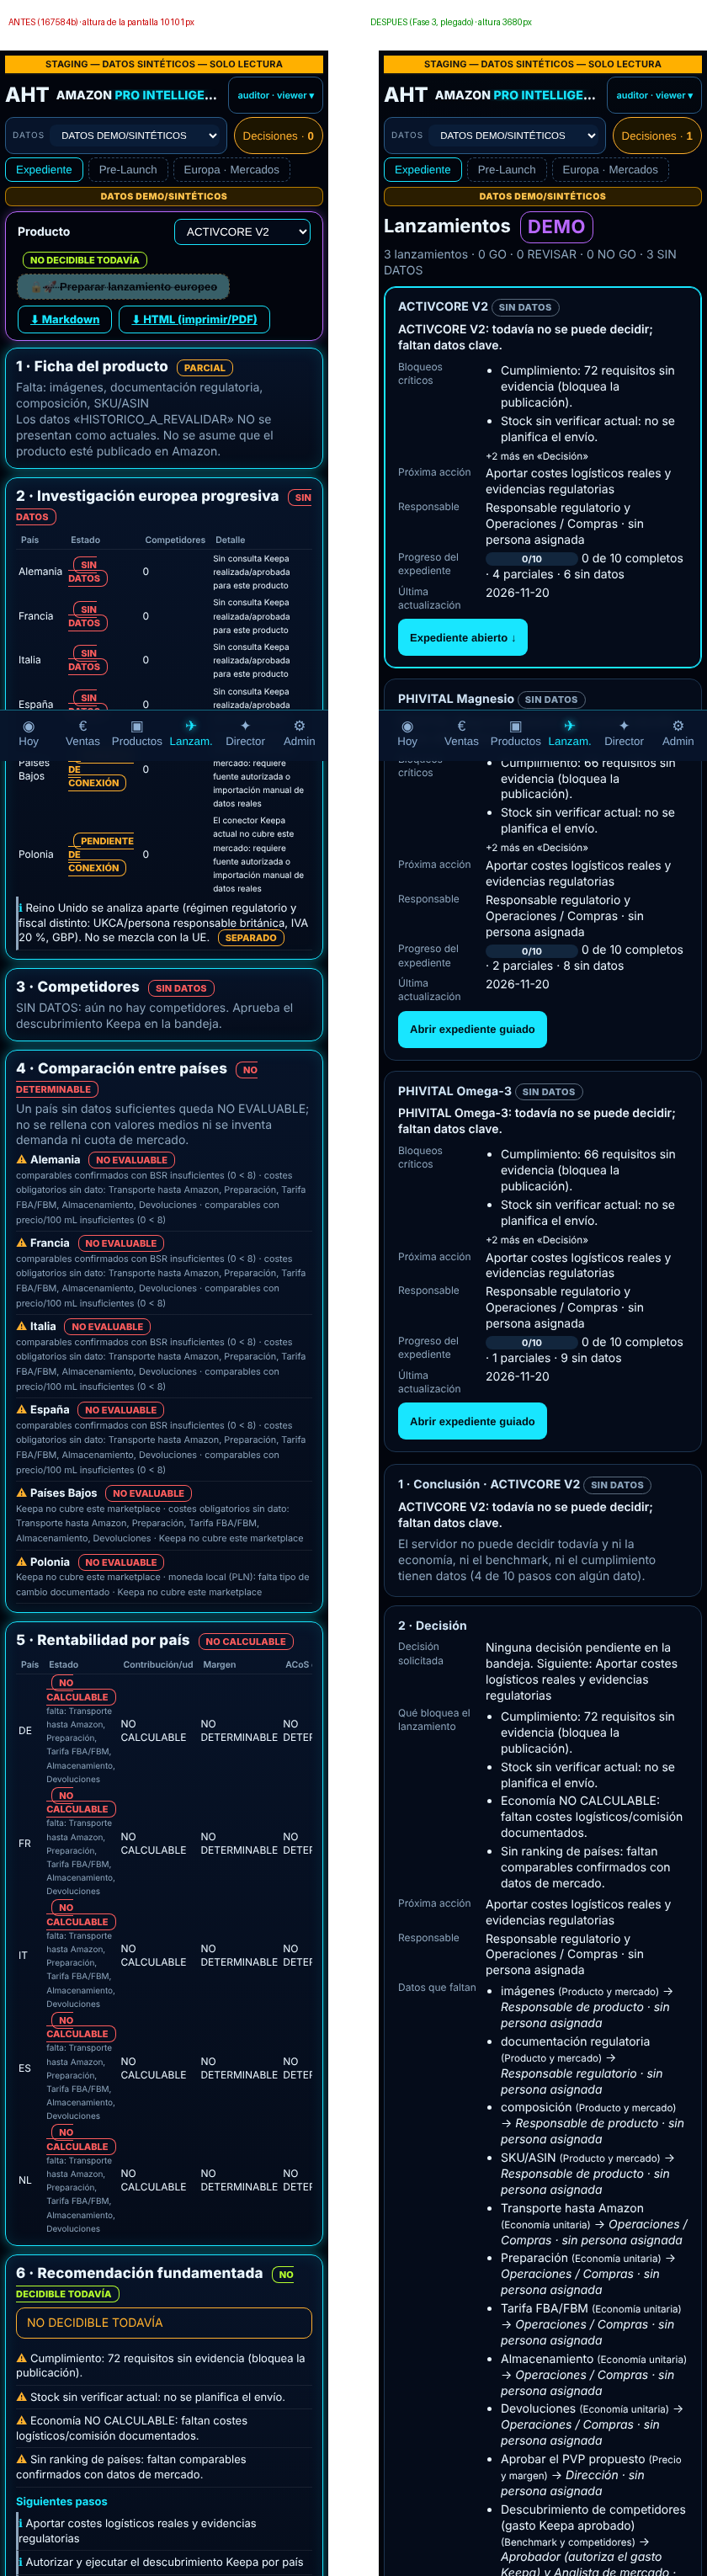 ANTES (167584b) · altura de la pantalla 10101px
STAGING — DATOS SINTÉTICOS — SOLO LECTURA
AHT AMAZON PRO INTELLIGE... auditor · viewer ▾
DATOS DATOS DEMO/SINTÉTICOS Decisiones · 0
Expediente Pre-Launch Europa · Mercados
DATOS DEMO/SINTÉTICOS
Producto ACTIVCORE V2
NO DECIDIBLE TODAVÍA
Preparar lanzamiento europeo
⬇ Markdown ⬇ HTML (imprimir/PDF)
1 · Ficha del producto PARCIAL
Falta: imágenes, documentación regulatoria,
composición, SKU/ASIN
Los datos «HISTORICO_A_REVALIDAR» NO se
presentan como actuales. No se asume que el
producto esté publicado en Amazon.
2 · Investigación europea progresiva SIN
DATOS
País Estado Competidores Detalle
Alemania SIN DATOS 0 Sin consulta Keepa
realizada/aprobada
para este producto
Francia SIN DATOS 0 Sin consulta Keepa
realizada/aprobada
para este producto
Italia SIN DATOS 0 Sin consulta Keepa
realizada/aprobada
para este producto
España SIN 0 Sin consulta Keepa
realizada/aprobada
◉ Hoy € Ventas ▣ Productos ✈ Lanzam. ✦ Director ⚙ Admin
Países Bajos DE CONEXIÓN 0 mercado: requiere
fuente autorizada o
importación manual de
datos reales
Polonia PENDIENTE DE CONEXIÓN 0 El conector Keepa
actual no cubre este
mercado: requiere
fuente autorizada o
importación manual de
datos reales
ℹ Reino Unido se analiza aparte (régimen regulatorio y
fiscal distinto: UKCA/persona responsable británica, IVA
20 %, GBP). No se mezcla con la UE. SEPARADO
3 · Competidores SIN DATOS
SIN DATOS: aún no hay competidores. Aprueba el
descubrimiento Keepa en la bandeja.
4 · Comparación entre países NO
DETERMINABLE
Un país sin datos suficientes queda NO EVALUABLE;
no se rellena con valores medios ni se inventa
demanda ni cuota de mercado.
⚠ Alemania NO EVALUABLE
comparables confirmados con BSR insuficientes (0 < 8) · costes
obligatorios sin dato: Transporte hasta Amazon, Preparación, Tarifa
FBA/FBM, Almacenamiento, Devoluciones · comparables con
precio/100 mL insuficientes (0 < 8)
⚠ Francia NO EVALUABLE
comparables confirmados con BSR insuficientes (0 < 8) · costes
obligatorios sin dato: Transporte hasta Amazon, Preparación, Tarifa
FBA/FBM, Almacenamiento, Devoluciones · comparables con
precio/100 mL insuficientes (0 < 8)
⚠ Italia NO EVALUABLE
comparables confirmados con BSR insuficientes (0 < 8) · costes
obligatorios sin dato: Transporte hasta Amazon, Preparación, Tarifa
FBA/FBM, Almacenamiento, Devoluciones · comparables con
precio/100 mL insuficientes (0 < 8)
⚠ España NO EVALUABLE
comparables confirmados con BSR insuficientes (0 < 8) · costes
obligatorios sin dato: Transporte hasta Amazon, Preparación, Tarifa
FBA/FBM, Almacenamiento, Devoluciones · comparables con
precio/100 mL insuficientes (0 < 8)
⚠ Países Bajos NO EVALUABLE
Keepa no cubre este marketplace · costes obligatorios sin dato:
Transporte hasta Amazon, Preparación, Tarifa FBA/FBM,
Almacenamiento, Devoluciones · Keepa no cubre este marketplace
⚠ Polonia NO EVALUABLE
Keepa no cubre este marketplace · moneda local (PLN): falta tipo de
cambio documentado · Keepa no cubre este marketplace
5 · Rentabilidad por país NO CALCULABLE
País Estado Contribución/ud Margen ACoS
DE NO CALCULABLE NO CALCULABLE NO DETERMINABLE NO
falta: Transporte
hasta Amazon,
Preparación,
Tarifa FBA/FBM,
Almacenamiento,
Devoluciones
FR NO CALCULABLE NO CALCULABLE NO DETERMINABLE NO
falta: Transporte
hasta Amazon,
Preparación,
Tarifa FBA/FBM,
Almacenamiento,
Devoluciones
IT NO CALCULABLE NO CALCULABLE NO DETERMINABLE NO
falta: Transporte
hasta Amazon,
Preparación,
Tarifa FBA/FBM,
Almacenamiento,
Devoluciones
ES NO CALCULABLE NO CALCULABLE NO DETERMINABLE NO
falta: Transporte
hasta Amazon,
Preparación,
Tarifa FBA/FBM,
Almacenamiento,
Devoluciones
NL NO CALCULABLE NO CALCULABLE NO DETERMINABLE NO
falta: Transporte
hasta Amazon,
Preparación,
Tarifa FBA/FBM,
Almacenamiento,
Devoluciones
6 · Recomendación fundamentada NO
DECIDIBLE TODAVÍA
NO DECIDIBLE TODAVÍA
⚠ Cumplimiento: 72 requisitos sin evidencia (bloquea la
publicación).
⚠ Stock sin verificar actual: no se planifica el envío.
⚠ Economía NO CALCULABLE: faltan costes
logísticos/comisión documentados.
⚠ Sin ranking de países: faltan comparables
confirmados con datos de mercado.
Siguientes pasos
ℹ Aportar costes logísticos reales y evidencias
regulatorias
ℹ Autorizar y ejecutar el descubrimiento Keepa por país
DESPUES (Fase 3, plegado) · altura 3680px
STAGING — DATOS SINTÉTICOS — SOLO LECTURA
AHT AMAZON PRO INTELLIGE... auditor · viewer ▾
DATOS DATOS DEMO/SINTÉTICOS Decisiones · 1
Expediente Pre-Launch Europa · Mercados
DATOS DEMO/SINTÉTICOS
Lanzamientos DEMO
3 lanzamientos · 0 GO · 0 REVISAR · 0 NO GO · 3 SIN
DATOS
ACTIVCORE V2 SIN DATOS
ACTIVCORE V2: todavía no se puede decidir;
faltan datos clave.
Bloqueos críticos
• Cumplimiento: 72 requisitos sin
evidencia (bloquea la
publicación).
• Stock sin verificar actual: no se
planifica el envío.
+2 más en «Decisión»
Próxima acción Aportar costes logísticos reales y
evidencias regulatorias
Responsable Responsable regulatorio y
Operaciones / Compras · sin
persona asignada
Progreso del expediente 0/10 0 de 10 completos
· 4 parciales · 6 sin datos
Última actualización 2026-11-20
Expediente abierto ↓
PHIVITAL Magnesio SIN DATOS
◉ Hoy € Ventas ▣ Productos ✈ Lanzam. ✦ Director ⚙ Admin
Bloqueos críticos
• Cumplimiento: 66 requisitos sin
evidencia (bloquea la
publicación).
• Stock sin verificar actual: no se
planifica el envío.
+2 más en «Decisión»
Próxima acción Aportar costes logísticos reales y
evidencias regulatorias
Responsable Responsable regulatorio y
Operaciones / Compras · sin
persona asignada
Progreso del expediente 0/10 0 de 10 completos
· 2 parciales · 8 sin datos
Última actualización 2026-11-20
Abrir expediente guiado
PHIVITAL Omega-3 SIN DATOS
PHIVITAL Omega-3: todavía no se puede decidir;
faltan datos clave.
Bloqueos críticos
• Cumplimiento: 66 requisitos sin
evidencia (bloquea la
publicación).
• Stock sin verificar actual: no se
planifica el envío.
+2 más en «Decisión»
Próxima acción Aportar costes logísticos reales y
evidencias regulatorias
Responsable Responsable regulatorio y
Operaciones / Compras · sin
persona asignada
Progreso del expediente 0/10 0 de 10 completos
· 1 parciales · 9 sin datos
Última actualización 2026-11-20
Abrir expediente guiado
1 · Conclusión · ACTIVCORE V2 SIN DATOS
ACTIVCORE V2: todavía no se puede decidir;
faltan datos clave.
El servidor no puede decidir todavía y ni la
economía, ni el benchmark, ni el cumplimiento
tienen datos (4 de 10 pasos con algún dato).
2 · Decisión
Decisión solicitada Ninguna decisión pendiente en la
bandeja. Siguiente: Aportar costes
logísticos reales y evidencias
regulatorias
Qué bloquea el lanzamiento
• Cumplimiento: 72 requisitos sin
evidencia (bloquea la
publicación).
• Stock sin verificar actual: no se
planifica el envío.
• Economía NO CALCULABLE:
faltan costes
logísticos/comisión
documentados.
• Sin ranking de países: faltan
comparables confirmados con
datos de mercado.
Próxima acción Aportar costes logísticos reales y
evidencias regulatorias
Responsable Responsable regulatorio y
Operaciones / Compras · sin
persona asignada
Datos que faltan
• imágenes (Producto y mercado) →
Responsable de producto · sin
persona asignada
• documentación regulatoria
(Producto y mercado) →
Responsable regulatorio · sin
persona asignada
• composición (Producto y mercado)
→ Responsable de producto · sin
persona asignada
• SKU/ASIN (Producto y mercado) →
Responsable de producto · sin
persona asignada
• Transporte hasta Amazon
(Economía unitaria) → Operaciones /
Compras · sin persona asignada
• Preparación (Economía unitaria) →
Operaciones / Compras · sin
persona asignada
• Tarifa FBA/FBM (Economía unitaria)
→ Operaciones / Compras · sin
persona asignada
• Almacenamiento (Economía unitaria)
→ Operaciones / Compras · sin
persona asignada
• Devoluciones (Economía unitaria) →
Operaciones / Compras · sin
persona asignada
• Aprobar el PVP propuesto (Precio
y margen) → Dirección · sin
persona asignada
• Descubrimiento de competidores
(gasto Keepa aprobado)
(Benchmark y competidores) →
Aprobador (autoriza el gasto
Keepa) y Analista de mercado ·